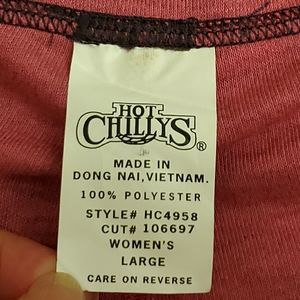 HOT
CHILLYS®
MADE IN
DONG NAI, VIETNAM.
100% POLYESTER
STYLE# HC4958
CUT# 106697
WOMEN'S
LARGE
CARE ON REVERSE